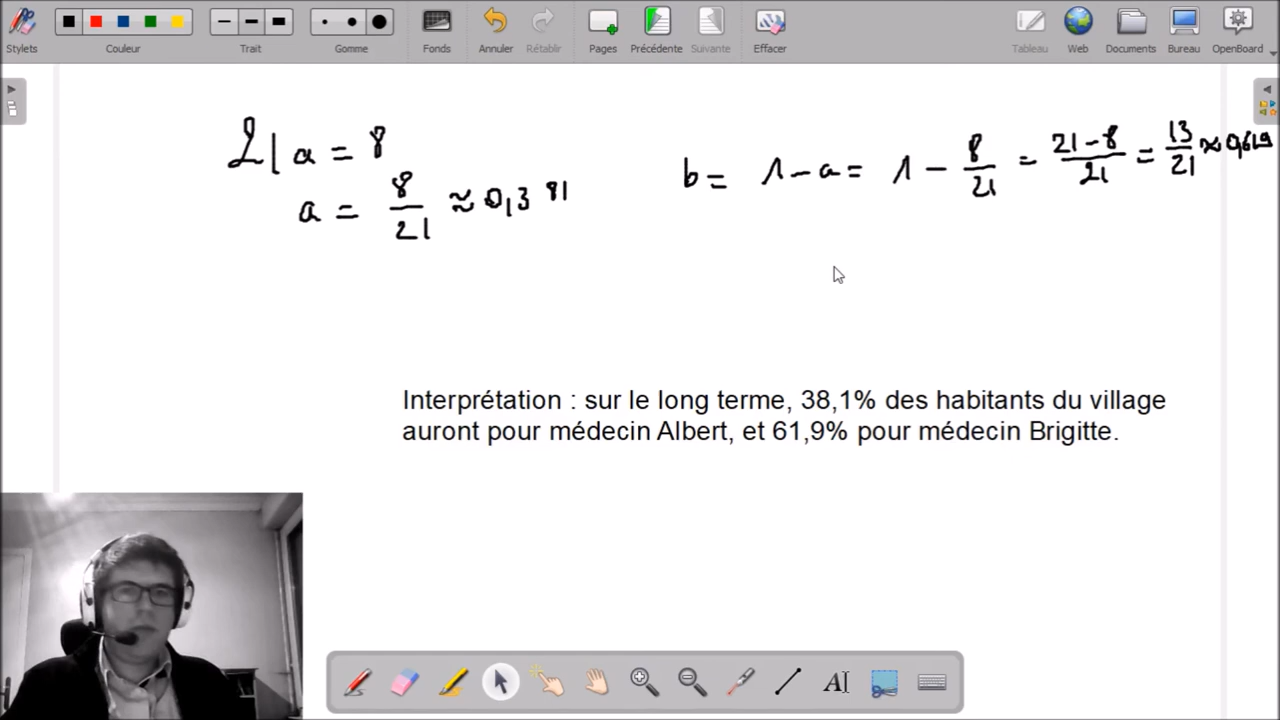 Stylets Couleur Trait Gomme Fonds Annuler Rétablir Pages Précédente Suivante Effacer Tableau Web Documents Bureau OpenBoard
21a = 8
a = 8/21 ≈ 0,381
b = 1 - a = 1 - 8/21 = (21-8)/21 = 13/21 ≈ 0,619
Interprétation : sur le long terme, 38,1% des habitants du village
auront pour médecin Albert, et 61,9% pour médecin Brigitte.